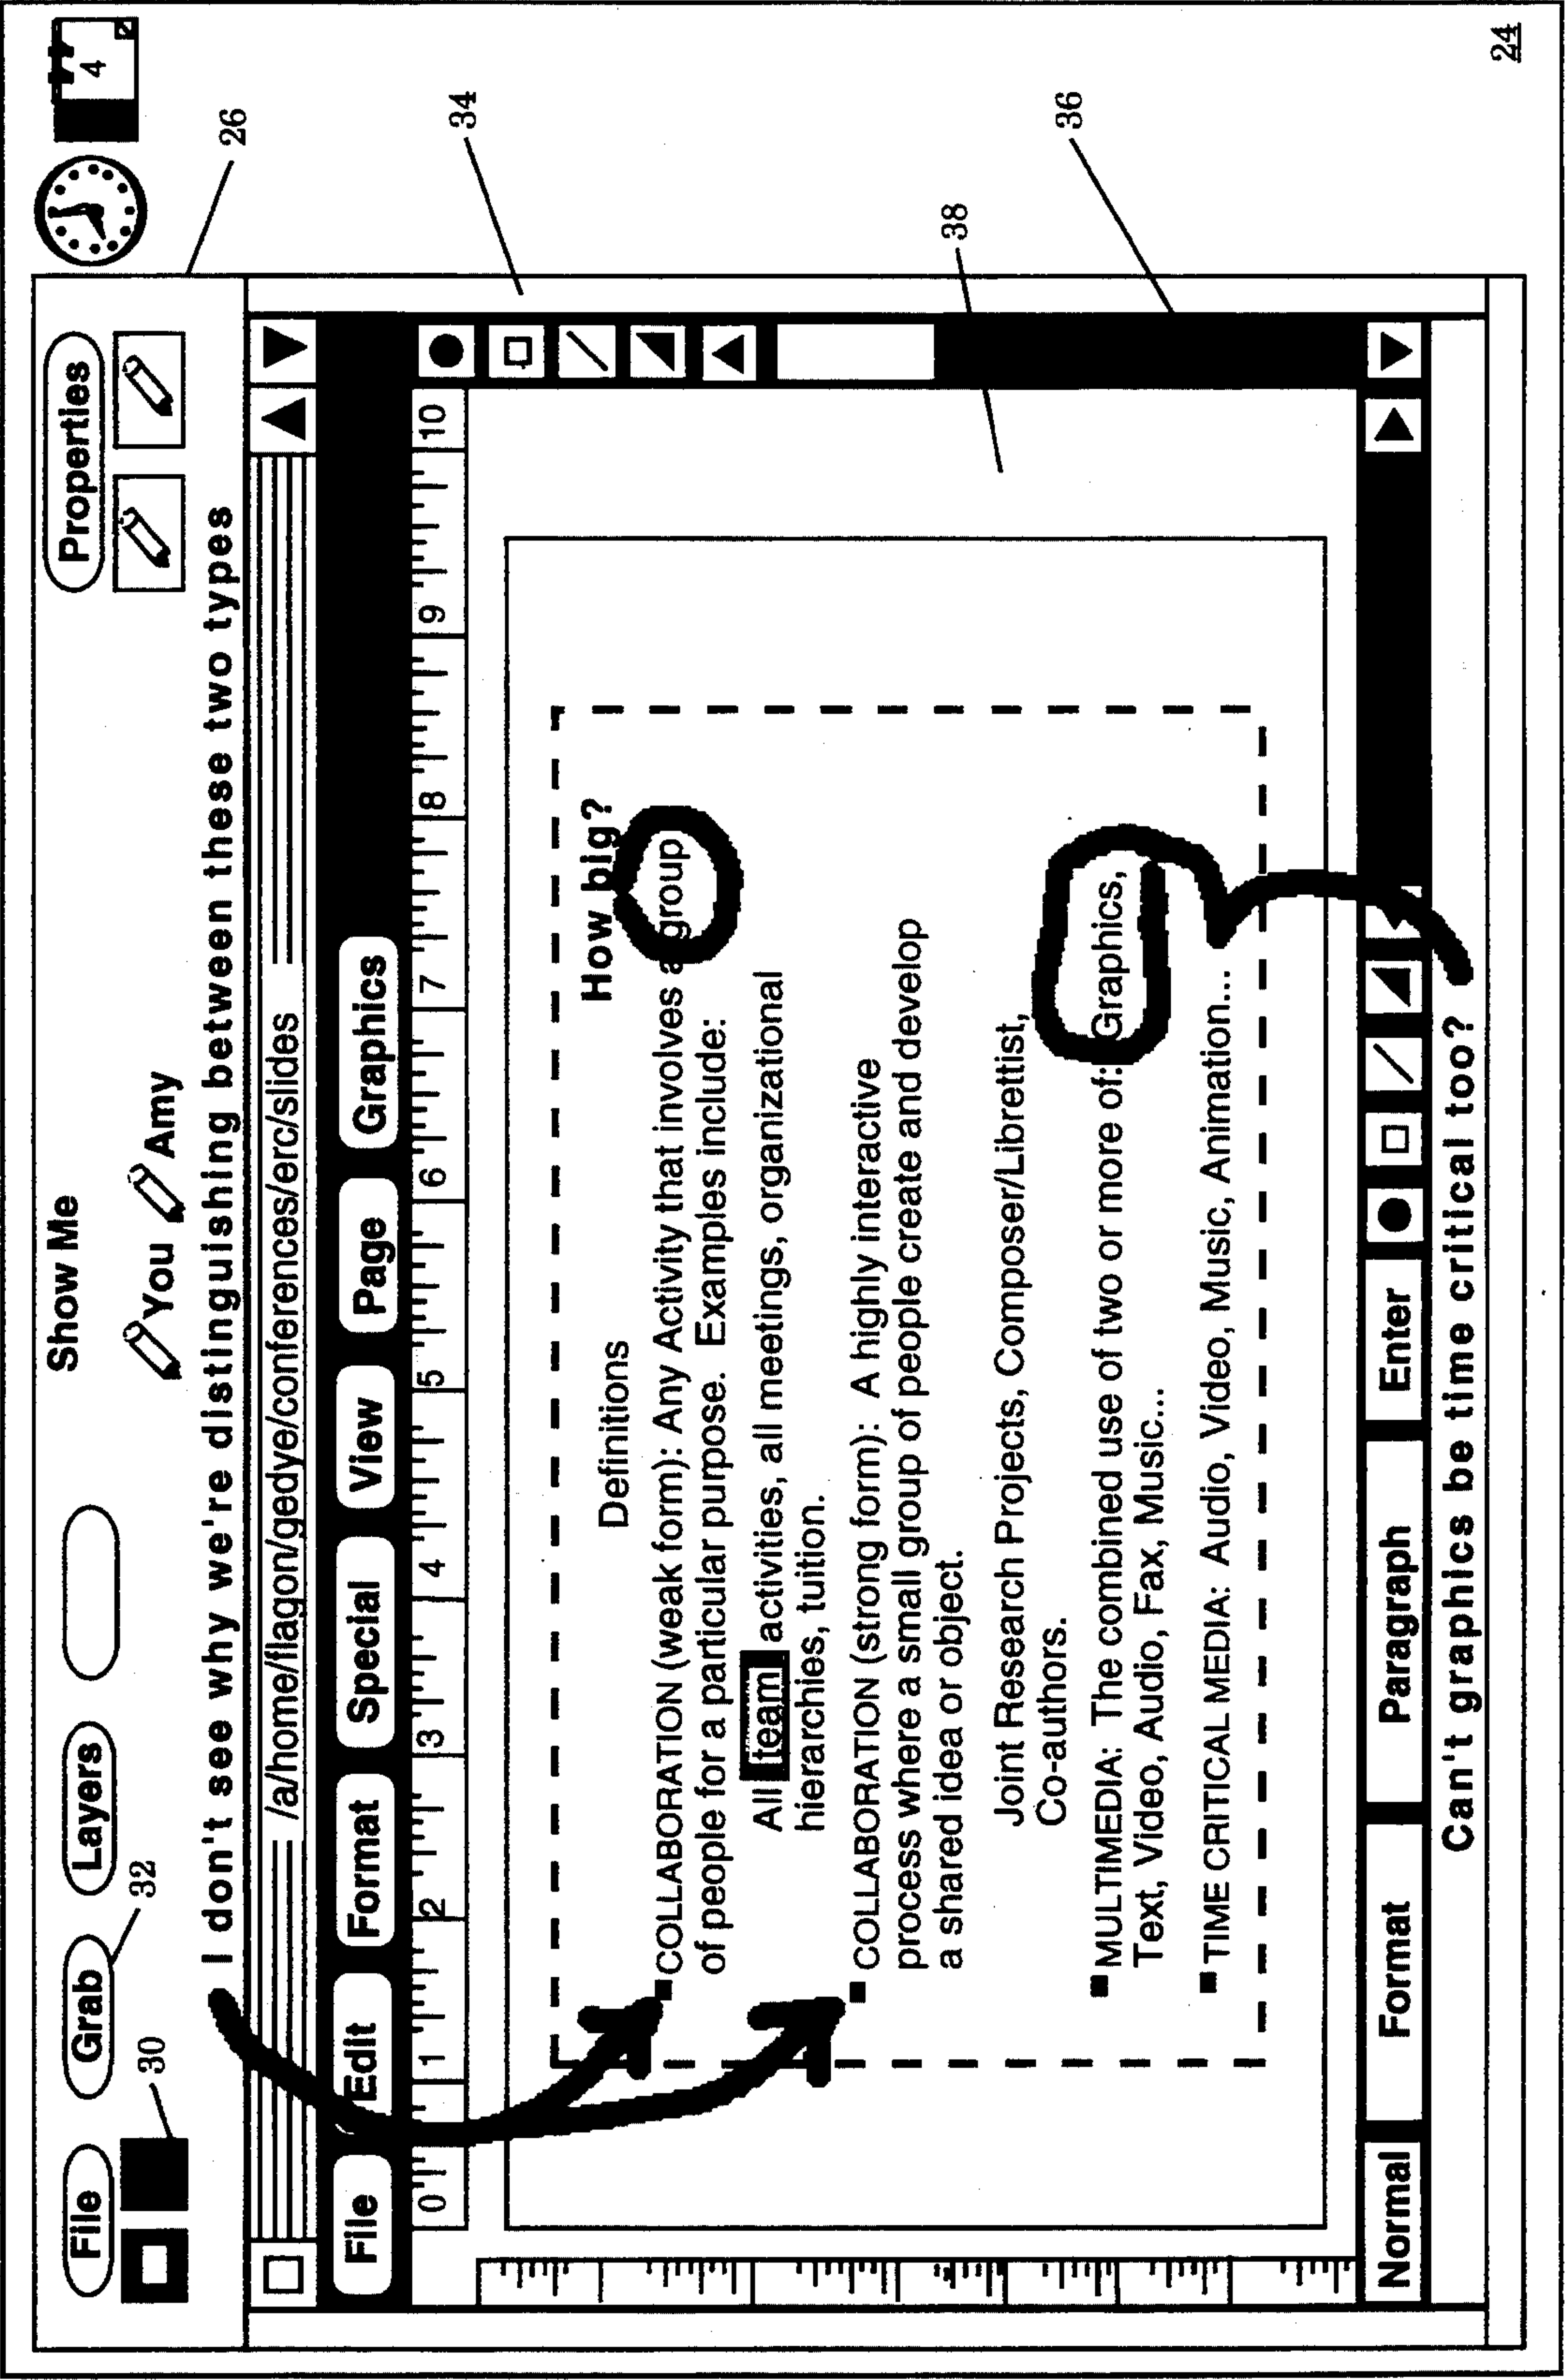 4
Show Me
File Grab Layers Properties
32
30
You Amy
26
I don't see why we're distinguishing between these two types
/a/home/flagon/gedye/conferences/erc/slides
File Edit Format Special View Page Graphics
0 1 2 3 4 5 6 7 8 9 10
34
How big?
Definitions
COLLABORATION (weak form): Any Activity that involves a group
of people for a particular purpose. Examples include:
All team activities, all meetings, organizational
hierarchies, tuition.
COLLABORATION (strong form): A highly interactive
process where a small group of people create and develop
a shared idea or object.
38
Joint Research Projects, Composer/Librettist,
Co-authors.
36
MULTIMEDIA: The combined use of two or more of: Graphics,
Text, Video, Audio, Fax, Music...
TIME CRITICAL MEDIA: Audio, Video, Music, Animation...
Normal Format Paragraph Enter
Can't graphics be time critical too?
24